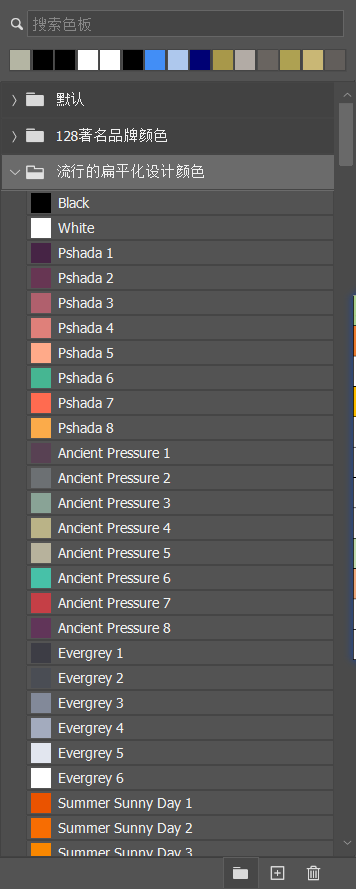 搜索色板
默认
128著名品牌颜色
流行的扁平化设计颜色
Black
White
Pshada 1
Pshada 2
Pshada 3
Pshada 4
Pshada 5
Pshada 6
Pshada 7
Pshada 8
Ancient Pressure 1
Ancient Pressure 2
Ancient Pressure 3
Ancient Pressure 4
Ancient Pressure 5
Ancient Pressure 6
Ancient Pressure 7
Ancient Pressure 8
Evergrey 1
Evergrey 2
Evergrey 3
Evergrey 4
Evergrey 5
Evergrey 6
Summer Sunny Day 1
Summer Sunny Day 2
Summer Sunny Day 3